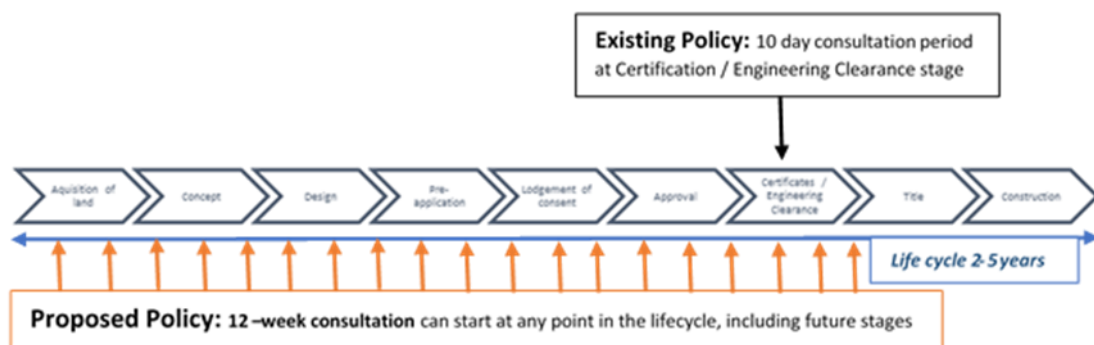 Existing Policy: 10 day consultation period
at Certification / Engineering Clearance stage
Aquisition of
land
Concept
Design
Pre-
application
Lodgement of
consent
Approval
Certificates /
Engineering
Clearance
Title
Construction
Life cycle 2-5 years
Proposed Policy: 12–week consultation can start at any point in the lifecycle, including future stages